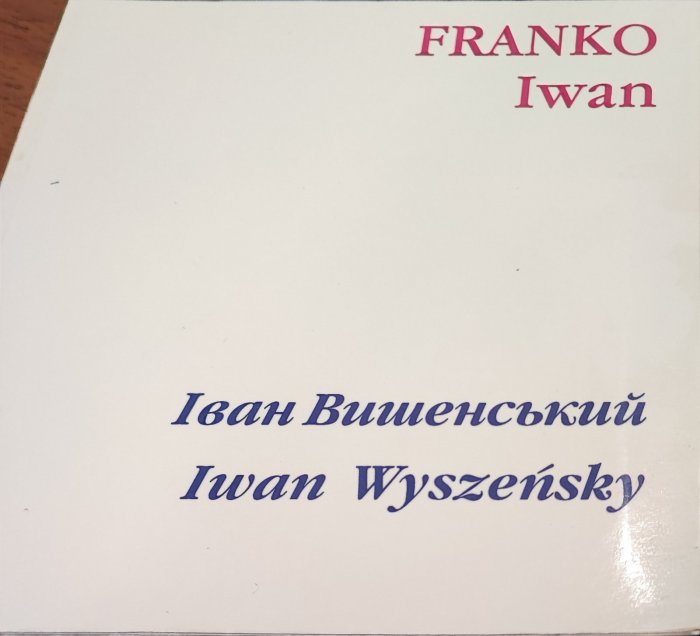 FRANKO
Iwan
Іван Вишенський
Iwan Wyszeńsky